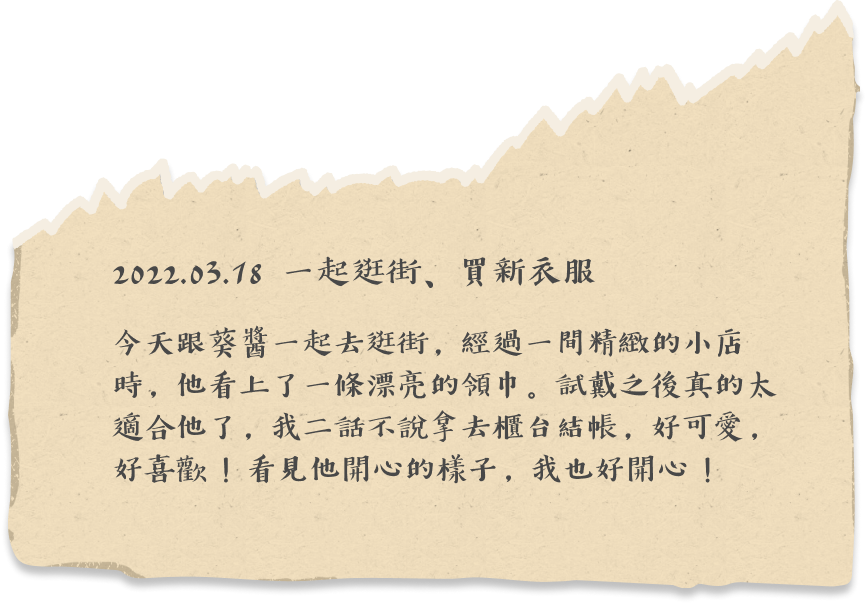 2022.03.18 一起逛街、買新衣服
今天跟葵醬一起去逛街，經過一間精緻的小店
時，他看上了一條漂亮的領巾。試戴之後真的太
適合他了，我二話不說拿去櫃台結帳，好可愛，
好喜歡！看見他開心的樣子，我也好開心！